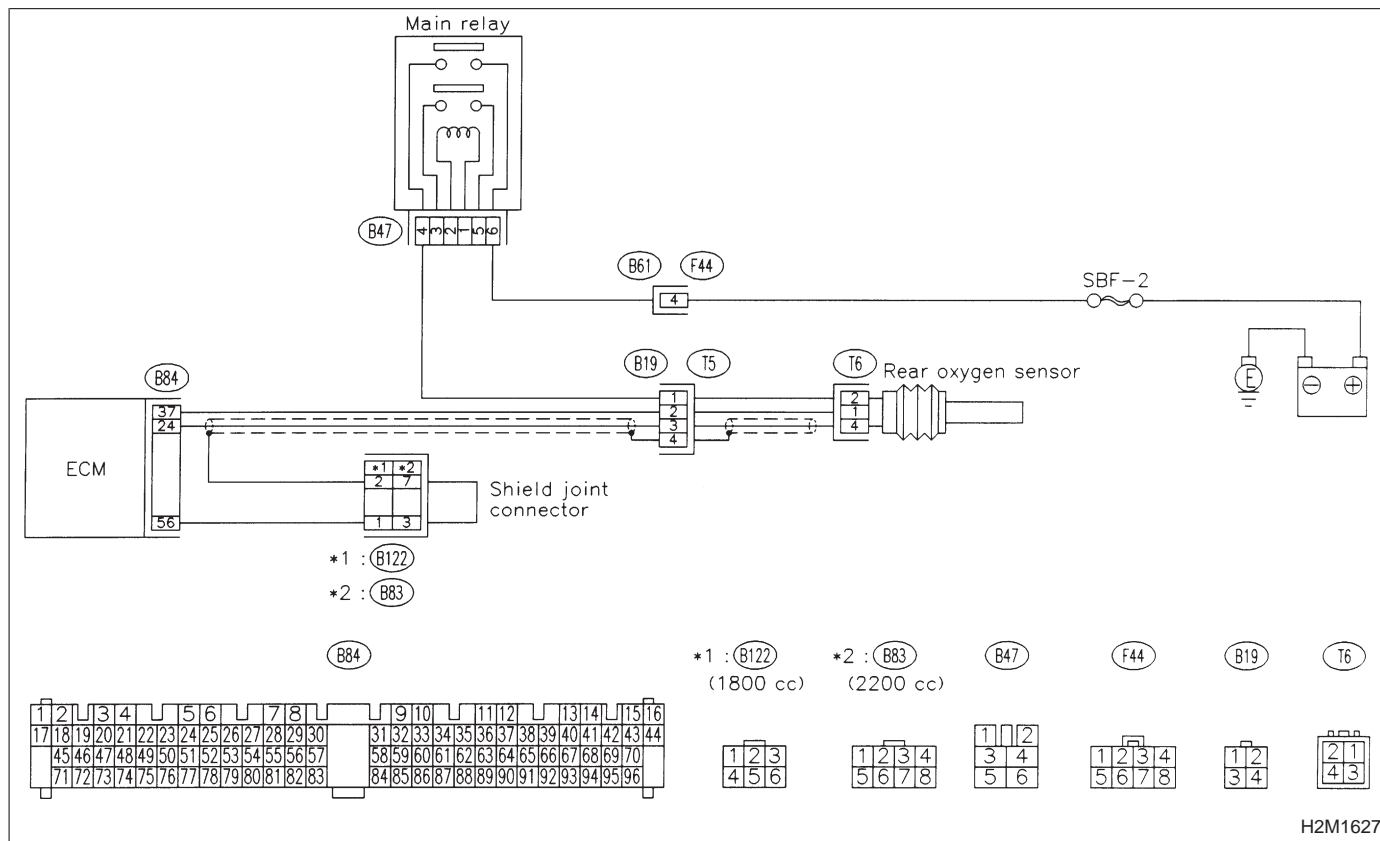 Main relay
B47
4 3 2 1 5 6
B61 F44
4
SBF-2
E
B84
B19 T5
T6
Rear oxygen sensor
37
24
56
ECM
1
2
3
4
2
1
4
*1 *2
2 7
1 3
Shield joint
connector
*1 : B122
*2 : B83
B84
*1 : B122
(1800 cc)
*2 : B83
(2200 cc)
B47
F44
B19
T6
1 2 3 4 5 6 7 8 9 10 11 12 13 14 15 16
17 18 19 20 21 22 23 24 25 26 27 28 29 30 31 32 33 34 35 36 37 38 39 40 41 42 43 44
45 46 47 48 49 50 51 52 53 54 55 56 57 58 59 60 61 62 63 64 65 66 67 68 69 70
71 72 73 74 75 76 77 78 79 80 81 82 83 84 85 86 87 88 89 90 91 92 93 94 95 96
1 2 3
4 5 6
1 2 3 4
5 6 7 8
1 2
3 4
5 6
1 2 3 4
5 6 7 8
1 2
3 4
2 1
4 3
H2M1627